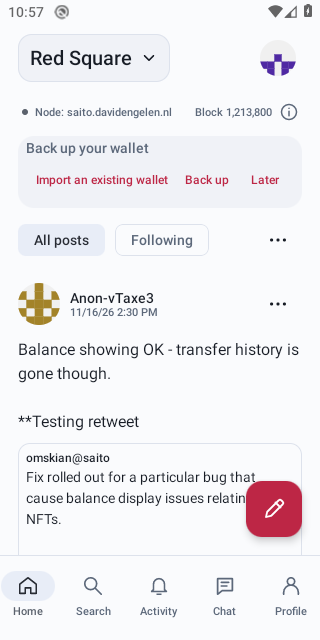 10:57
Red Square
Node: saito.davidengelen.nl Block 1,213,800
Back up your wallet
Import an existing wallet Back up Later
All posts Following
Anon-vTaxe3
11/16/26 2:30 PM
Balance showing OK - transfer history is
gone though.
**Testing retweet
omskian@saito
Fix rolled out for a particular bug that
cause balance display issues relatin
NFTs.
Home Search Activity Chat Profile